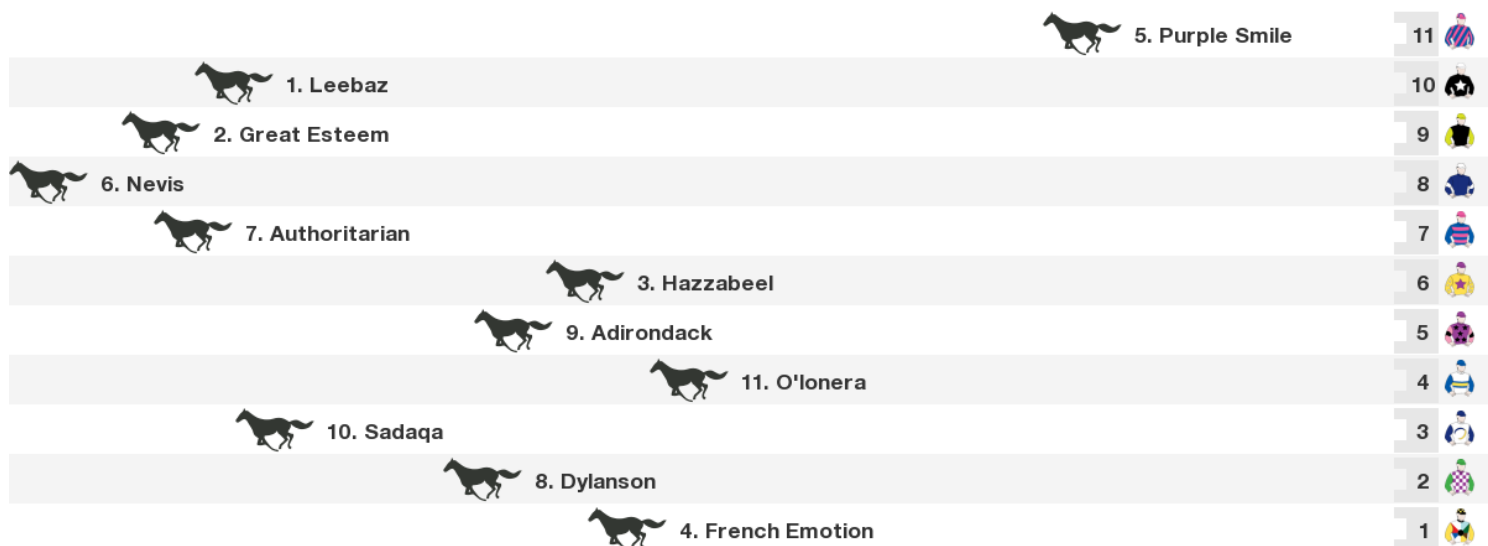 5. Purple Smile 11
1. Leebaz 10
2. Great Esteem 9
6. Nevis 8
7. Authoritarian 7
3. Hazzabeel 6
9. Adirondack 5
11. O'Ionera 4
10. Sadaqa 3
8. Dylanson 2
4. French Emotion 1